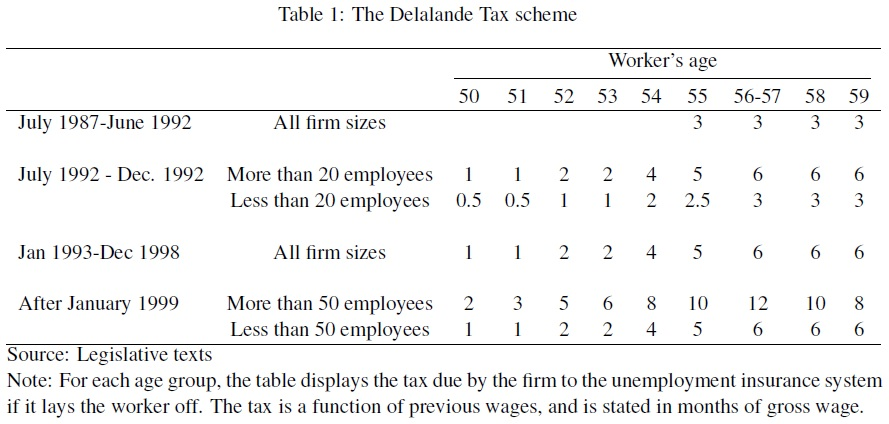 Table 1: The Delalande Tax scheme
Worker's age
50 51 52 53 54 55 56-57 58 59
July 1987-June 1992 All firm sizes 3 3 3 3
July 1992 - Dec. 1992 More than 20 employees 1 1 2 2 4 5 6 6 6
Less than 20 employees 0.5 0.5 1 1 2 2.5 3 3 3
Jan 1993-Dec 1998 All firm sizes 1 1 2 2 4 5 6 6 6
After January 1999 More than 50 employees 2 3 5 6 8 10 12 10 8
Less than 50 employees 1 1 2 2 4 5 6 6 6
Source: Legislative texts
Note: For each age group, the table displays the tax due by the firm to the unemployment insurance system
if it lays the worker off. The tax is a function of previous wages, and is stated in months of gross wage.